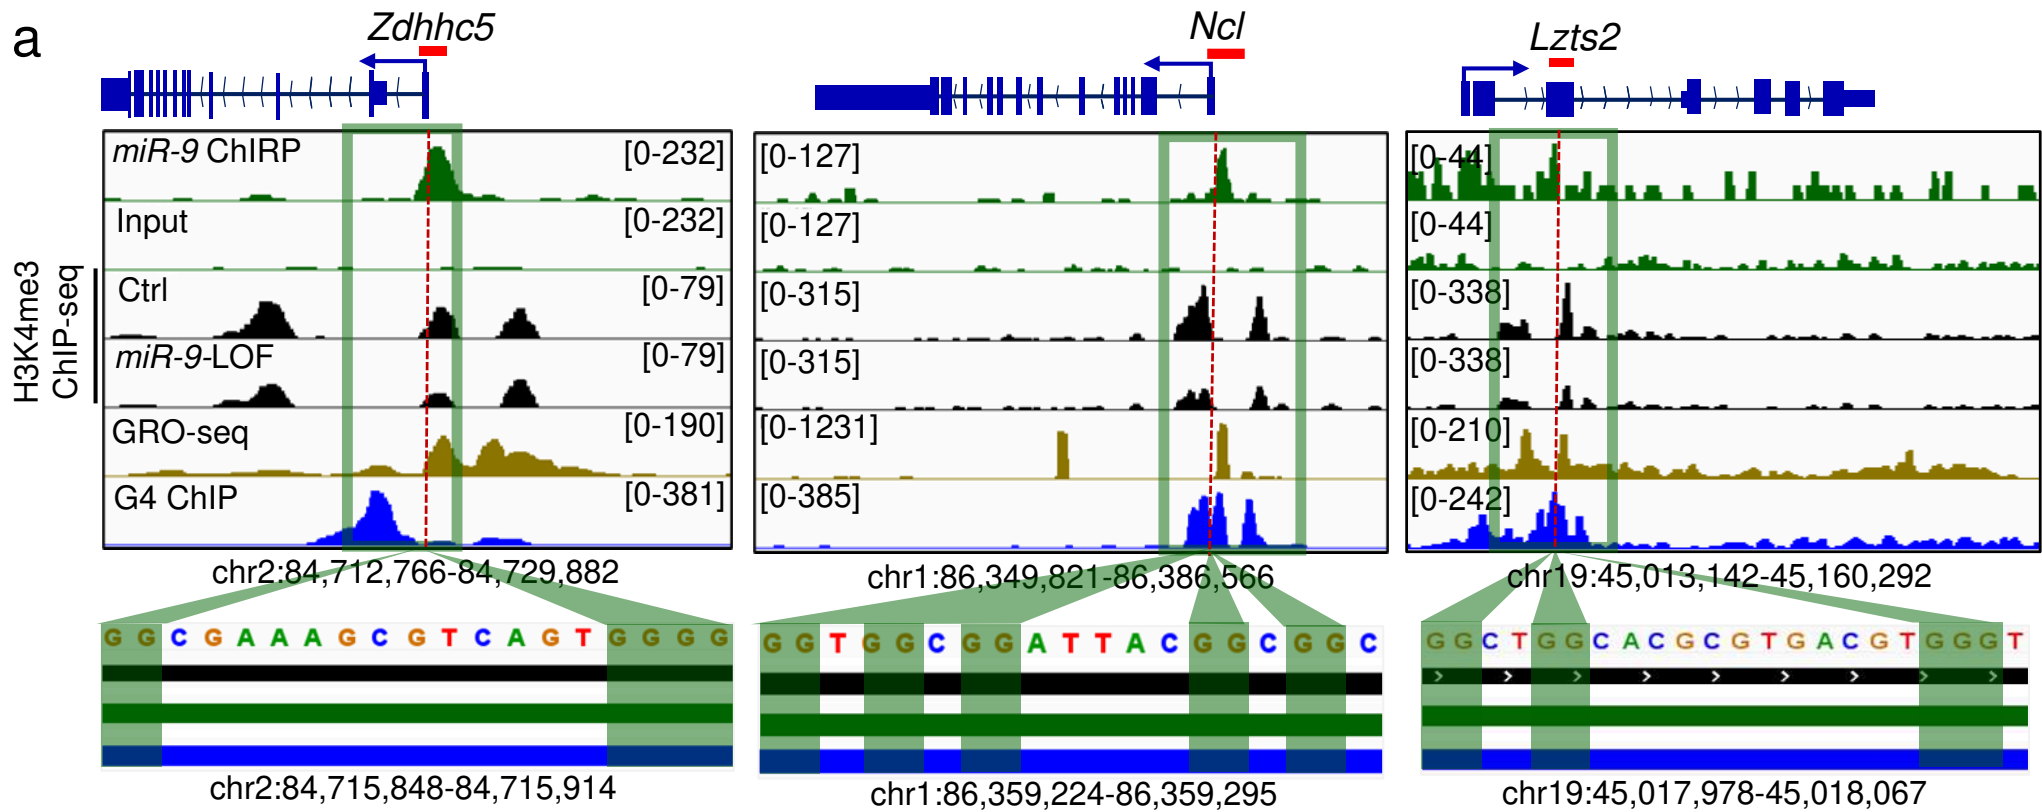 a
Zdhhc5
Ncl
Lzts2
miR-9 ChIRP
[0-232]
[0-127]
[0-44]
Input
[0-232]
[0-127]
[0-44]
H3K4me3
ChIP-seq
Ctrl
[0-79]
[0-315]
[0-338]
miR-9-LOF
[0-79]
[0-315]
[0-338]
GRO-seq
[0-190]
[0-1231]
[0-210]
G4 ChIP
[0-381]
[0-385]
[0-242]
chr2:84,712,766-84,729,882
chr1:86,349,821-86,386,566
chr19:45,013,142-45,160,292
GGCGAAAGCGTCAGTGGGG
GGTGGCGGATTACGGCGGC
GGCTGGCACGCGTGACGTGGGT
chr2:84,715,848-84,715,914
chr1:86,359,224-86,359,295
chr19:45,017,978-45,018,067